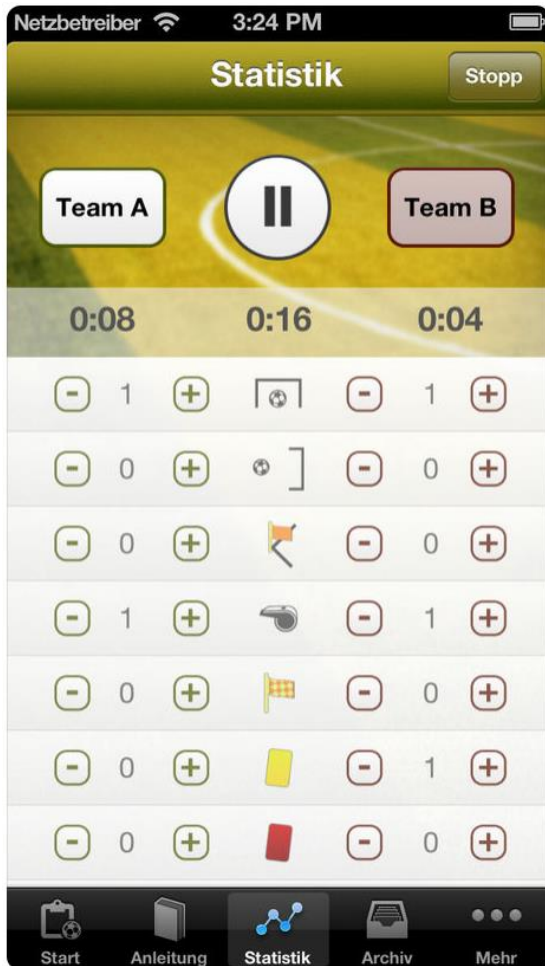 Netzbetreiber 3:24 PM
Statistik Stopp
Team A Team B
0:08 0:16 0:04
- 1 + - 1 +
- 0 + - 0 +
- 0 + - 0 +
- 1 + - 1 +
- 0 + - 0 +
- 0 + - 1 +
- 0 + - 0 +
Start Anleitung Statistik Archiv Mehr